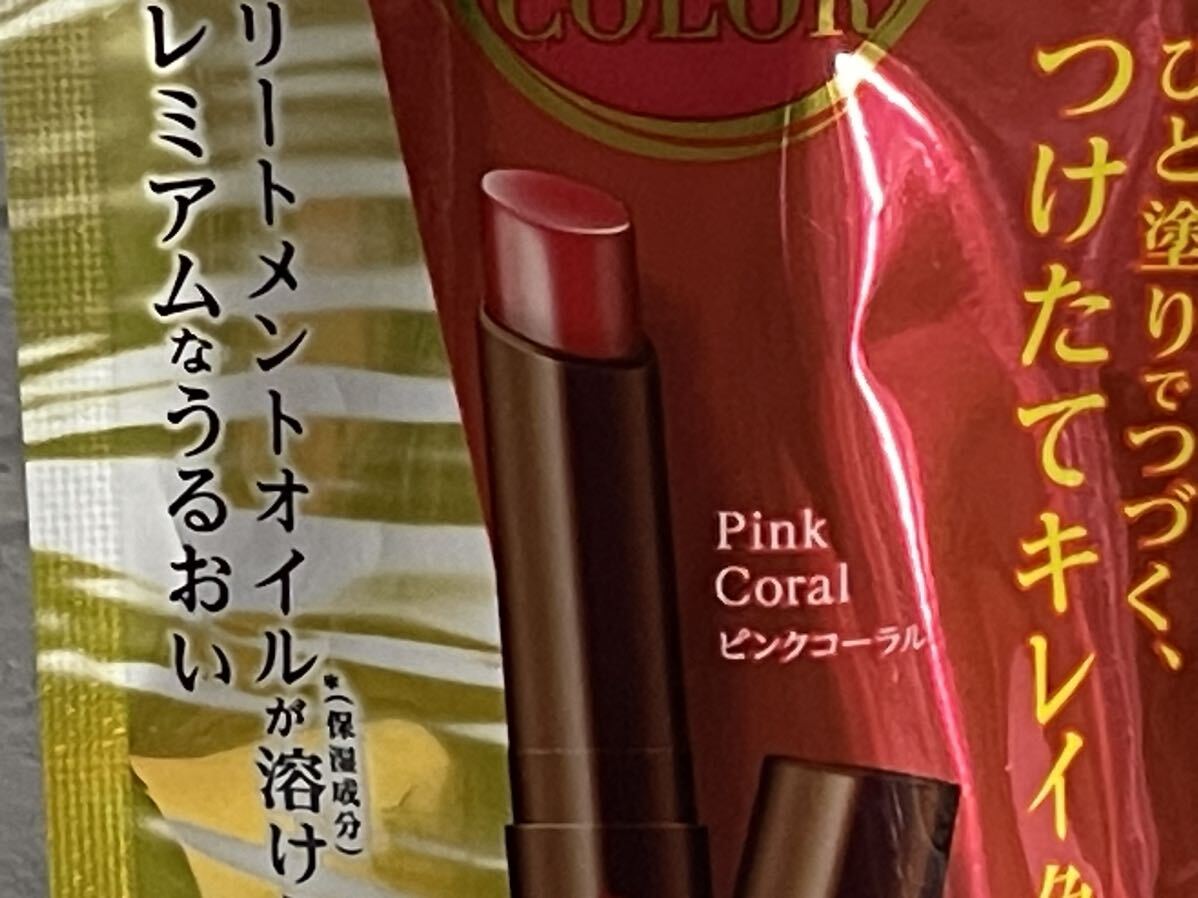 COLOR
ひと塗りでつづく、
つけたてキレイ色
Pink
Coral
ピンクコーラル
リートメントオイルが溶け
*(保湿成分)
レミアムなうるおい